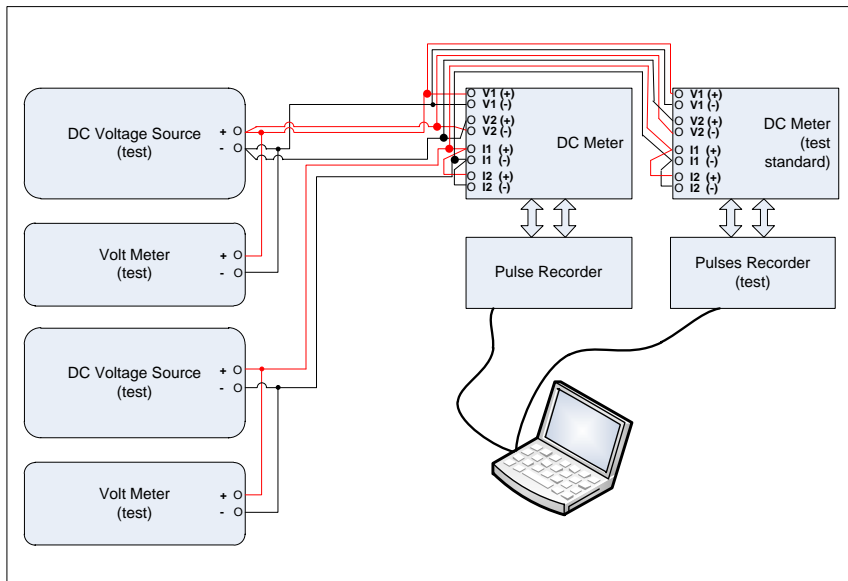 DC Voltage Source
(test)
+
-
Volt Meter
(test)
+
-
DC Voltage Source
(test)
+
-
Volt Meter
(test)
+
-
V1 (+)
V1 (-)
V2 (+)
V2 (-)
I1 (+)
I1 (-)
I2 (+)
I2 (-)
DC Meter
V1 (+)
V1 (-)
V2 (+)
V2 (-)
I1 (+)
I1 (-)
I2 (+)
I2 (-)
DC Meter
(test
standard)
Pulse Recorder
Pulses Recorder
(test)